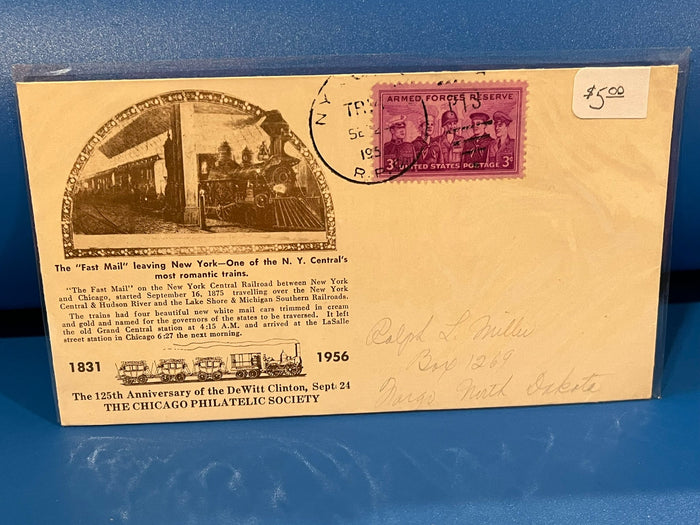 $5.00
ARMED FORCES RESERVE
3¢ UNITED STATES POSTAGE 3¢
N.Y.
R.P.
The "Fast Mail" leaving New York—One of the N. Y. Central's
most romantic trains.
"The Fast Mail" on the New York Central Railroad between New York
and Chicago, started September 16, 1875 travelling over the New York
Central & Hudson River and the Lake Shore & Michigan Southern Railroads.
The trains had four beautiful new white mail cars trimmed in cream
and gold and named for the governors of the states to be traversed. It left
the old Grand Central station at 4:15 A.M. and arrived at the LaSalle
street station in Chicago 6:27 the next morning.
1831 1956
The 125th Anniversary of the DeWitt Clinton, Sept. 24
THE CHICAGO PHILATELIC SOCIETY
Ralph L. Miller
Box 1269
Fargo North Dakota